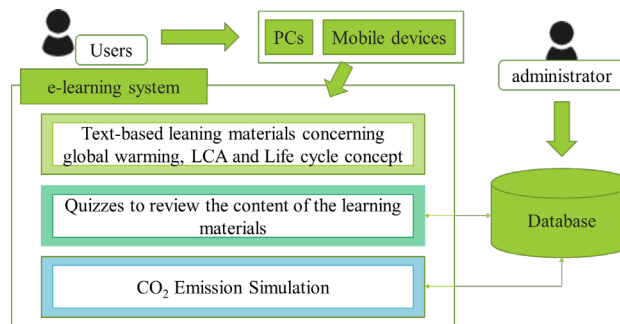 Users
PCs
Mobile devices
administrator
e-learning system
Text-based leaning materials concerning
global warming, LCA and Life cycle concept
Quizzes to review the content of the learning
materials
Database
CO₂ Emission Simulation